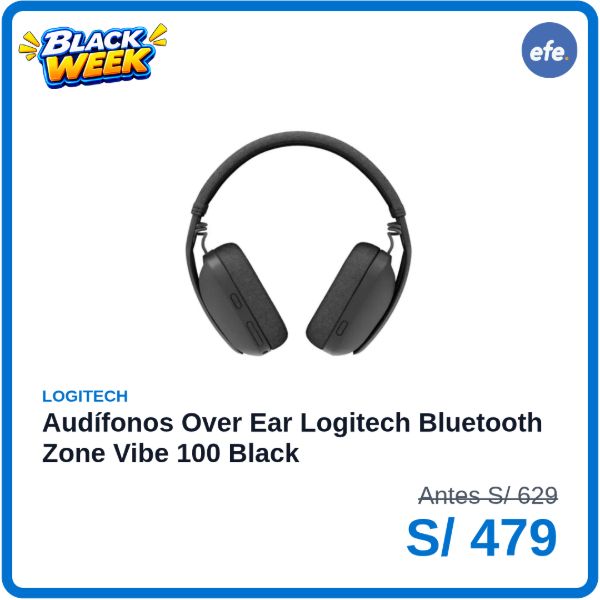 BLACK
WEEK
efe.
LOGITECH
Audífonos Over Ear Logitech Bluetooth
Zone Vibe 100 Black
Antes S/ 629
S/ 479